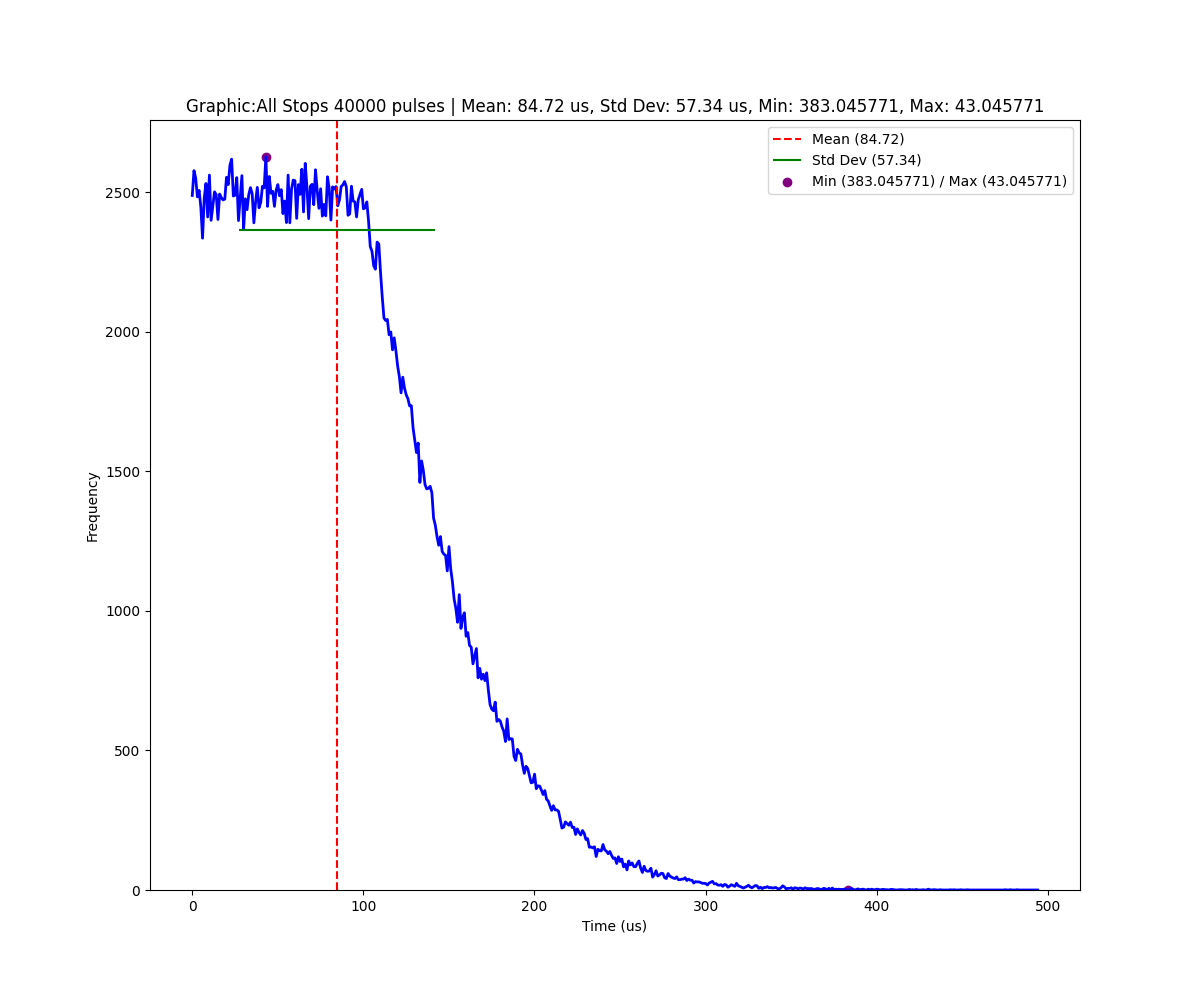 Graphic:All Stops 40000 pulses | Mean: 84.72 us, Std Dev: 57.34 us, Min: 383.045771, Max: 43.045771
Mean (84.72)
Std Dev (57.34)
Min (383.045771) / Max (43.045771)
2500
2000
1500
1000
500
0
Frequency
0 100 200 300 400 500
Time (us)